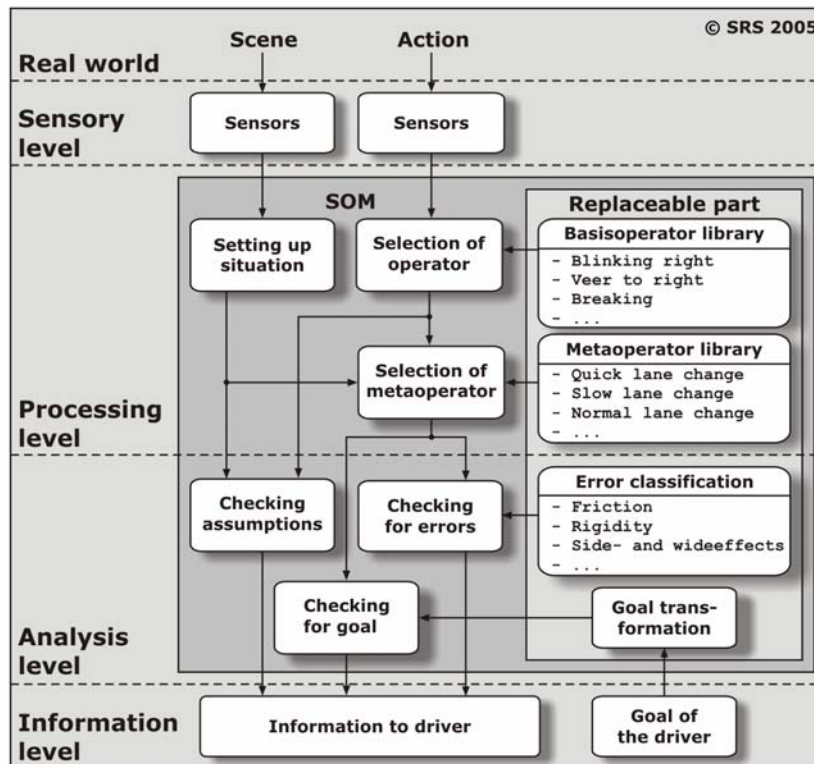 © SRS 2005
Scene
Action
Real world
Sensory
level
Sensors
Sensors
SOM
Replaceable part
Setting up
situation
Selection of
operator
Basisoperator library
- Blinking right
- Veer to right
- Breaking
- ...
Selection of
metaoperator
Metaoperator library
- Quick lane change
- Slow lane change
- Normal lane change
- ...
Processing
level
Checking
assumptions
Checking
for errors
Error classification
- Friction
- Rigidity
- Side- and wideeffects
- ...
Checking
for goal
Goal trans-
formation
Analysis
level
Information
level
Information to driver
Goal of
the driver